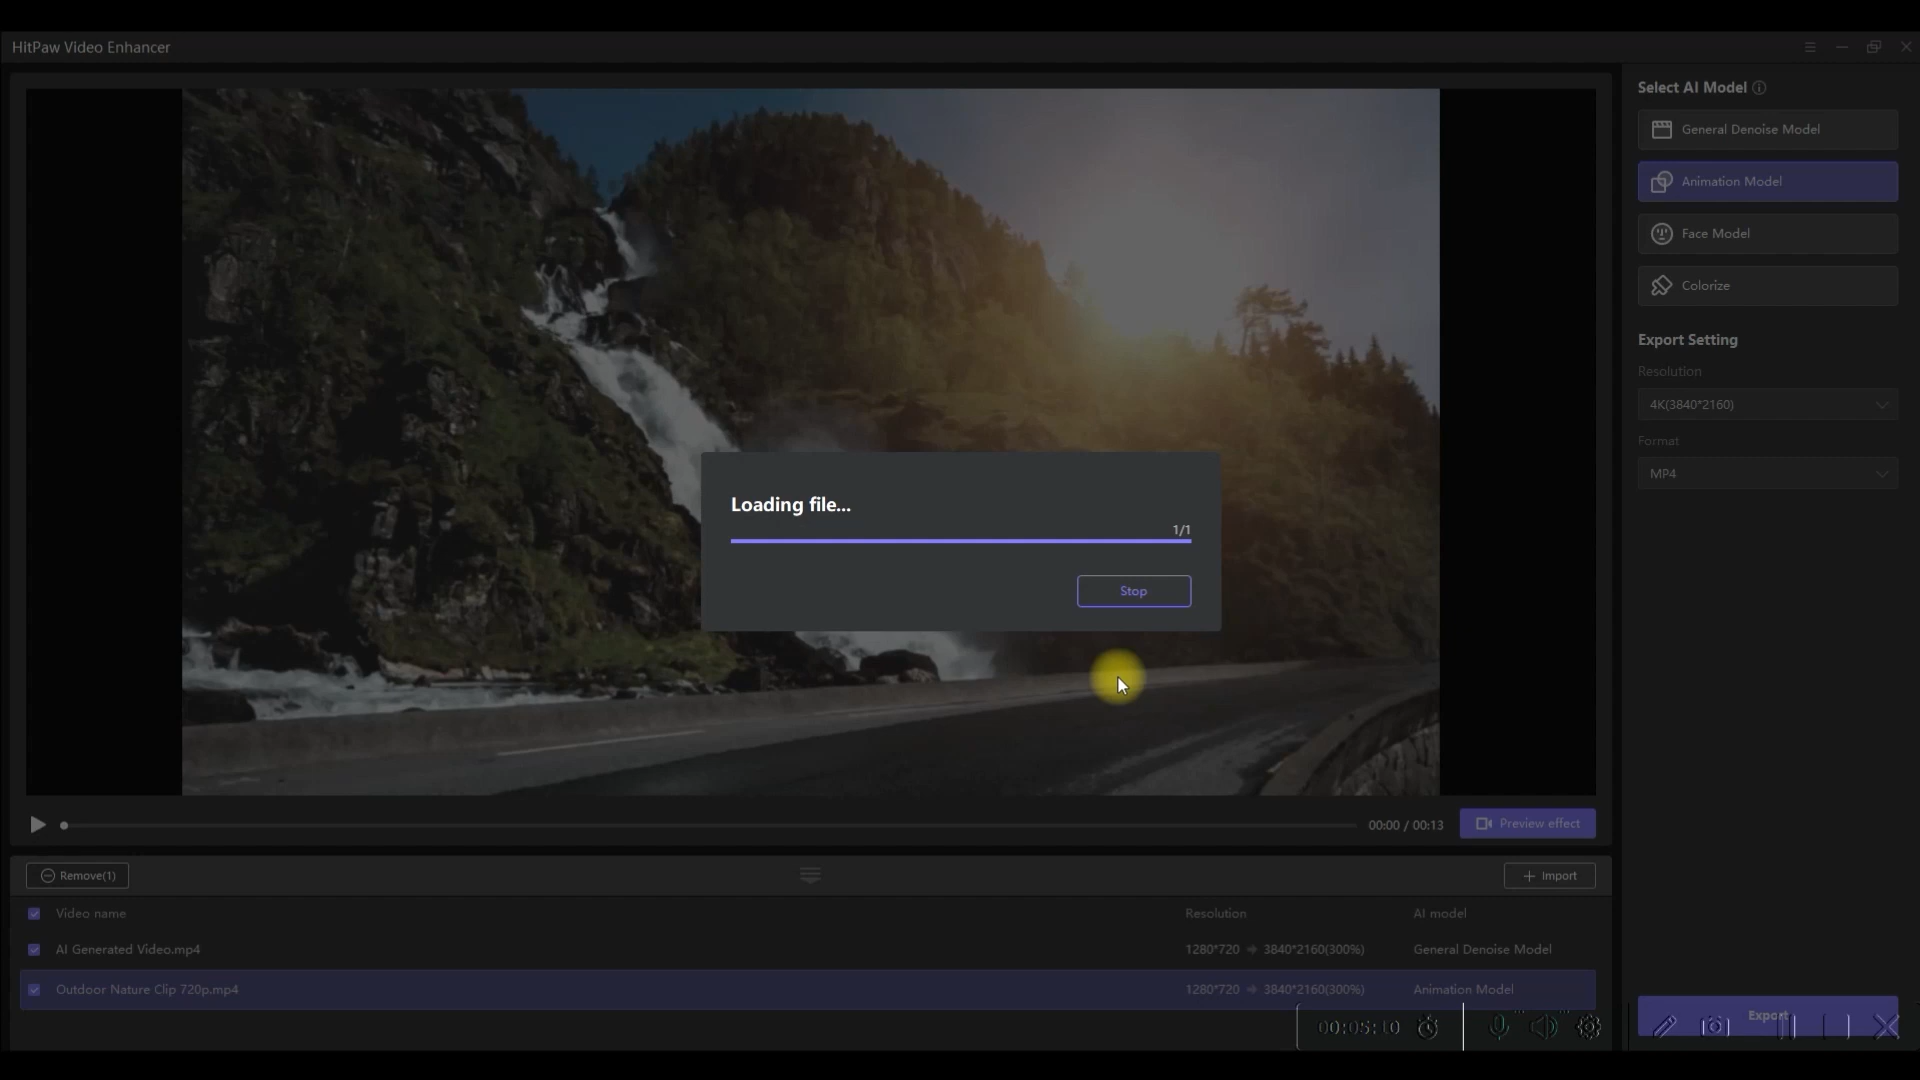 HitPaw Video Enhancer
Select AI Model
General Denoise Model
Animation Model
Face Model
Colorize
Export Setting
Resolution
4K(3840*2160)
Format
MP4
Loading file...
1/1
Stop
00:00 / 00:13
Preview effect
Remove(1)
Import
Video name
Resolution
AI model
AI Generated Video.mp4
1280*720
3840*2160(300%)
General Denoise Model
Outdoor Nature Clip 720p.mp4
1280*720
3840*2160(300%)
Animation Model
00:05:10
Export